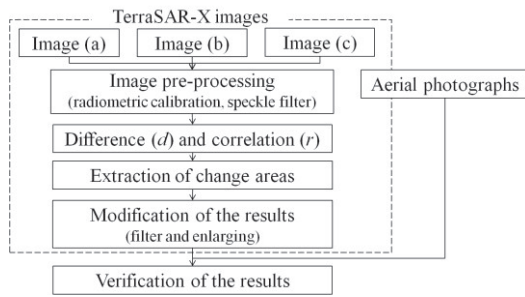 TerraSAR-X images
Image (a) Image (b) Image (c)
Image pre-processing
(radiometric calibration, speckle filter)
Aerial photographs
Difference (d) and correlation (r)
Extraction of change areas
Modification of the results
(filter and enlarging)
Verification of the results